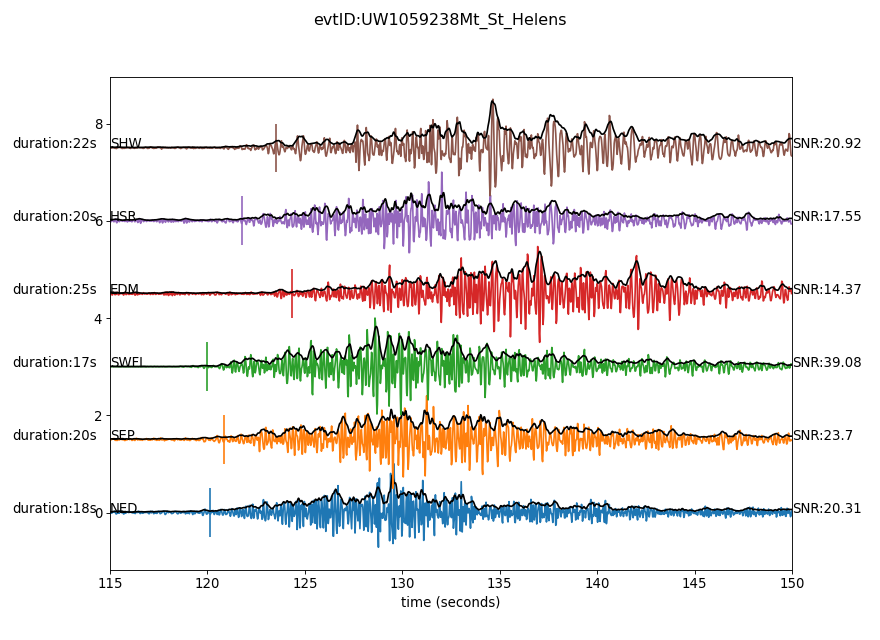 evtID:UW1059238Mt_St_Helens
8
duration:22s SHW SNR:20.92
duration:20s HSR SNR:17.55
6
duration:25s EDM SNR:14.37
4
duration:17s SWFL SNR:39.08
2
duration:20s SEP SNR:23.7
duration:18s NED SNR:20.31
0
115 120 125 130 135 140 145 150
time (seconds)